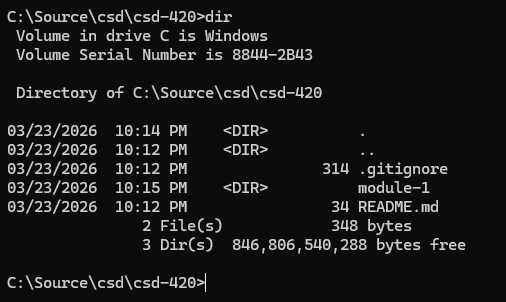 C:\Source\csd\csd-420>dir
 Volume in drive C is Windows
 Volume Serial Number is 8844-2B43

 Directory of C:\Source\csd\csd-420

03/23/2026  10:14 PM    <DIR>          .
03/23/2026  10:12 PM    <DIR>          ..
03/23/2026  10:12 PM               314 .gitignore
03/23/2026  10:15 PM    <DIR>          module-1
03/23/2026  10:12 PM                34 README.md
               2 File(s)            348 bytes
               3 Dir(s)  846,806,540,288 bytes free

C:\Source\csd\csd-420>